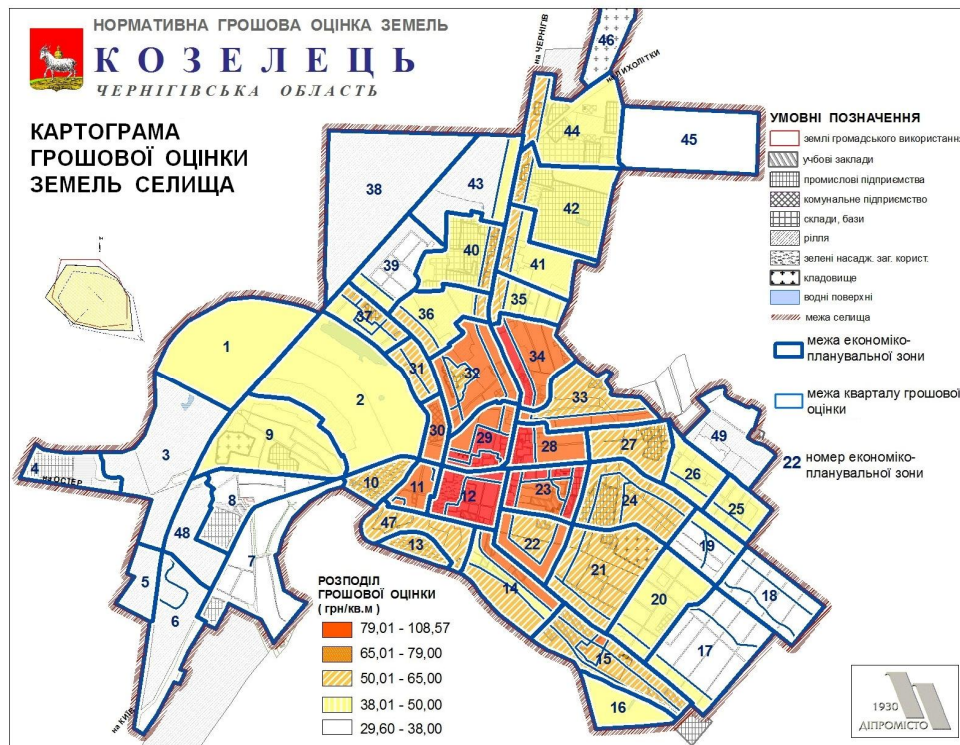 НОРМАТИВНА ГРОШОВА ОЦІНКА ЗЕМЕЛЬ
КОЗЕЛЕЦЬ
ЧЕРНІГІВСЬКА ОБЛАСТЬ
КАРТОГРАМА
ГРОШОВОЇ ОЦІНКИ
ЗЕМЕЛЬ СЕЛИЩА
на ЧЕРНІГІВ
на ПИХОЛІТКИ
46
44
45
УМОВНІ ПОЗНАЧЕННЯ
землі громадського використанн
учбові заклади
промислові підприємства
комунальне підприємство
склади, бази
рілля
зелені насадж. заг. корист.
кладовище
водні поверхні
межа селища
межа економіко-
планувальної зони
межа кварталу грошової
оцінки
22 номер економіко-
планувальної зони
38
43
42
40
39
41
35
36
37
1
34
31
32
2
33
30
29
28
27
49
9
3
26
4
на ОСТЕР
10
11
12
23
24
25
8
47
13
22
48
19
21
7
14
20
18
5
6
17
15
16
на КИЇВ
РОЗПОДІЛ
ГРОШОВОЇ ОЦІНКИ
( грн/кв.м )
79,01 - 108,57
65,01 - 79,00
50,01 - 65,00
38,01 - 50,00
29,60 - 38,00
1930
ДІПРОМІСТО